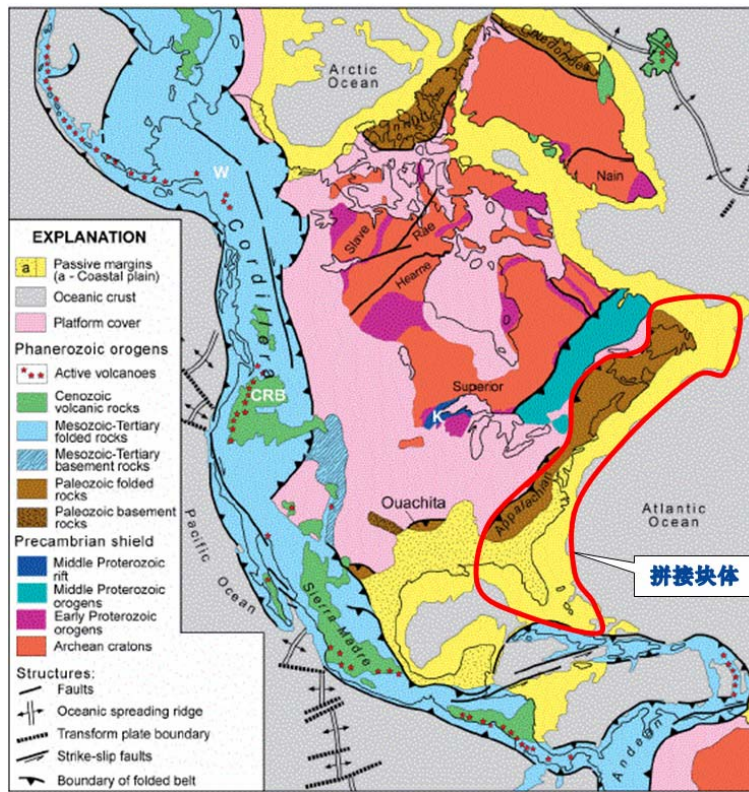 Arctic
Ocean
Caledonides
Innuit
Nain
W
Slave
Rae
Hearne
Cordillera
Superior
CRB
K
Ouachita
Appalachian
Atlantic
Ocean
拼接块体
Pacific
Ocean
Sierra Madre
Andean
EXPLANATION
a
Passive margins
(a - Coastal plain)
Oceanic crust
Platform cover
Phanerozoic orogens
Active volcanoes
Cenozoic
volcanic rocks
Mesozoic-Tertiary
folded rocks
Mesozoic-Tertiary
basement rocks
Paleozoic folded
rocks
Paleozoic basement
rocks
Precambrian shield
Middle Proterozoic
rift
Middle Proterozoic
orogens
Early Proterozoic
orogens
Archean cratons
Structures:
Faults
Oceanic spreading ridge
Transform plate boundary
Strike-slip faults
Boundary of folded belt